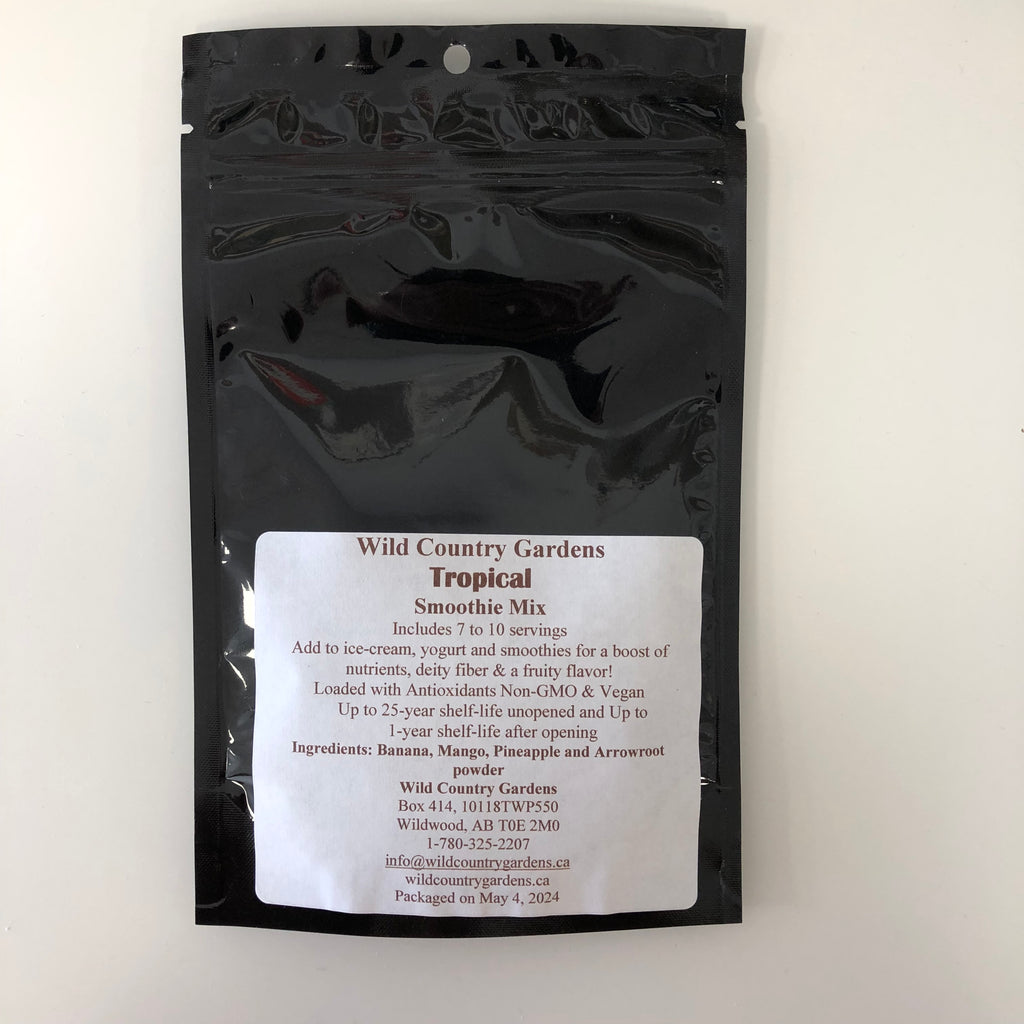 Wild Country Gardens
Tropical
Smoothie Mix
Includes 7 to 10 servings
Add to ice-cream, yogurt and smoothies for a boost of
nutrients, deity fiber & a fruity flavor!
Loaded with Antioxidants Non-GMO & Vegan
Up to 25-year shelf-life unopened and Up to
1-year shelf-life after opening
Ingredients: Banana, Mango, Pineapple and Arrowroot
powder
Wild Country Gardens
Box 414, 10118TWP550
Wildwood, AB T0E 2M0
1-780-325-2207
info@wildcountrygardens.ca
wildcountrygardens.ca
Packaged on May 4, 2024